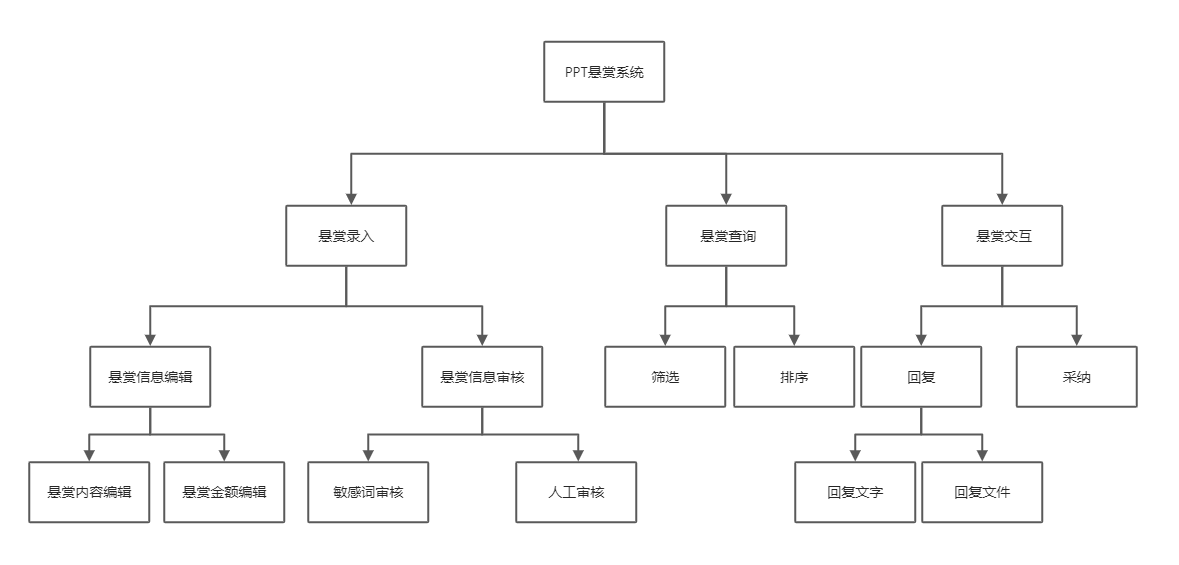 PPT悬赏系统
悬赏录入
悬赏查询
悬赏交互
悬赏信息编辑
悬赏信息审核
筛选
排序
回复
采纳
悬赏内容编辑
悬赏金额编辑
敏感词审核
人工审核
回复文字
回复文件